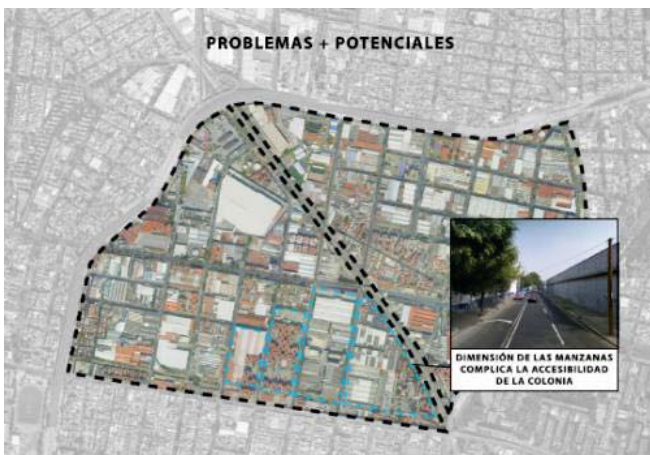 PROBLEMAS + POTENCIALES
DIMENSIÓN DE LAS MANZANAS
COMPLICA LA ACCESIBILIDAD
DE LA COLONIA